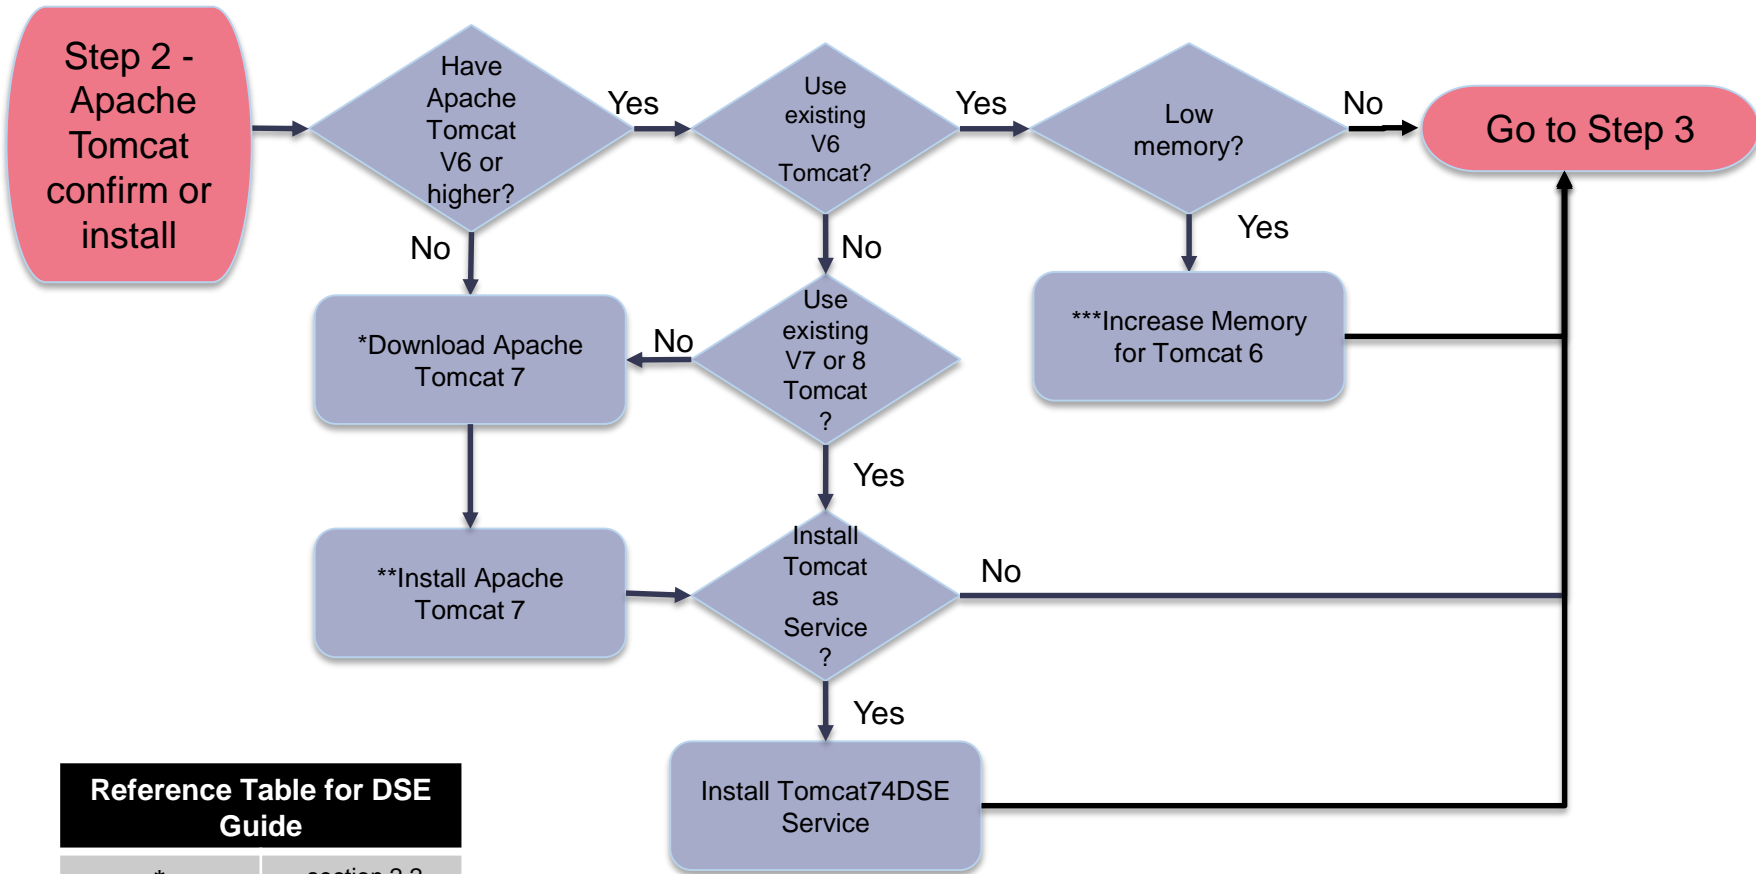 Step 2 -
Apache
Tomcat
confirm or
install
Have
Apache
Tomcat
V6 or
higher?
Yes
Use
existing
V6
Tomcat?
Yes
Low
memory?
No
Go to Step 3
No
No
Yes
*Download Apache
Tomcat 7
No
Use
existing
V7 or 8
Tomcat
?
***Increase Memory
for Tomcat 6
Yes
**Install Apache
Tomcat 7
Install
Tomcat
as
Service
?
No
Yes
Install Tomcat74DSE
Service
Reference Table for DSE
Guide
*
section